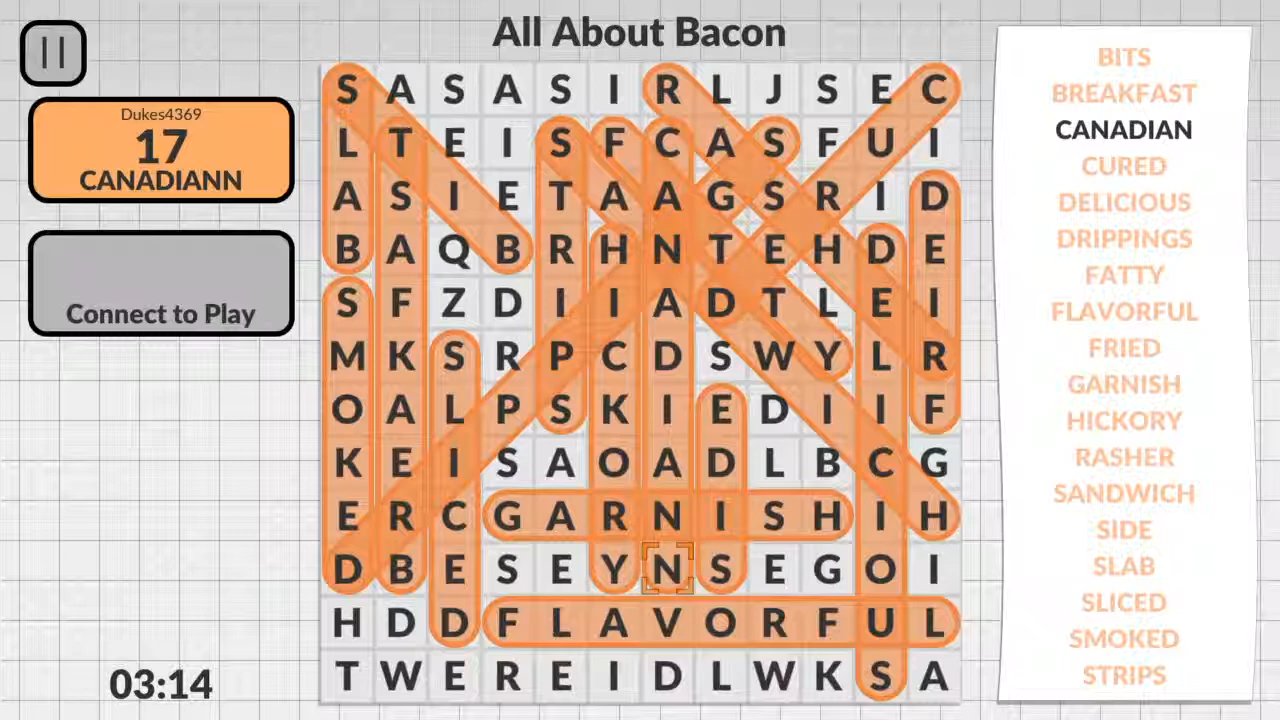 All About Bacon
Dukes4369
17
CANADIANN
Connect to Play
03:14
S A S A S I R L J S E C
L T E I S F C A S F U I
A S I E T A A G S R I D
B A Q B R H N T E H D E
S F Z D I I A D T L E I
M K S R P C D S W Y L R
O A L P S K I E D I I F
K E I S A O A D L B C G
E R C G A R N I S H I H
D B E S E Y N S E G O I
H D D F L A V O R F U L
T W E R E I D L W K S A
BITS
BREAKFAST
CANADIAN
CURED
DELICIOUS
DRIPPINGS
FATTY
FLAVORFUL
FRIED
GARNISH
HICKORY
RASHER
SANDWICH
SIDE
SLAB
SLICED
SMOKED
STRIPS